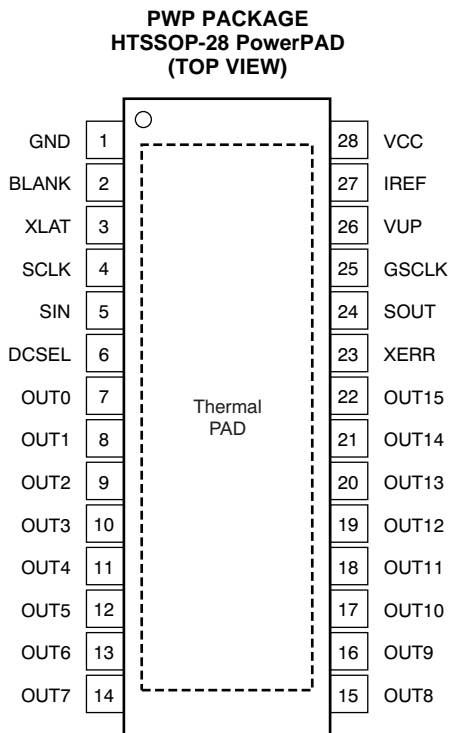 PWP PACKAGE
HTSSOP-28 PowerPAD
(TOP VIEW)
GND 1 28 VCC
BLANK 2 27 IREF
XLAT 3 26 VUP
SCLK 4 25 GSCLK
SIN 5 24 SOUT
DCSEL 6 23 XERR
OUT0 7 22 OUT15
Thermal
PAD
OUT1 8 21 OUT14
OUT2 9 20 OUT13
OUT3 10 19 OUT12
OUT4 11 18 OUT11
OUT5 12 17 OUT10
OUT6 13 16 OUT9
OUT7 14 15 OUT8